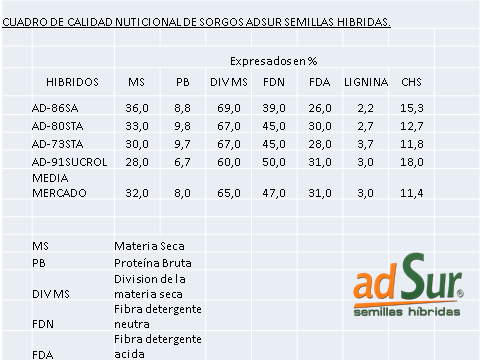 CUADRO DE CALIDAD NUTICIONAL DE SORGOS ADSUR SEMILLAS HIBRIDAS.
Expresados en %
HIBRIDOS MS PB DIVMS FDN FDA LIGNINA CHS
AD-86SA 36,0 8,8 69,0 39,0 26,0 2,2 15,3
AD-80STA 33,0 9,8 67,0 45,0 30,0 2,7 12,7
AD-73STA 30,0 9,7 67,0 45,0 28,0 3,7 11,8
AD-91SUCROL 28,0 6,7 60,0 50,0 31,0 3,0 18,0
MEDIA
MERCADO 32,0 8,0 65,0 47,0 31,0 3,0 11,4
MS Materia Seca
PB Proteína Bruta
Division de la
DIVMS materia seca
Fibra detergente
FDN neutra
Fibra detergente
FDA acida
adSur®
semillas híbridas